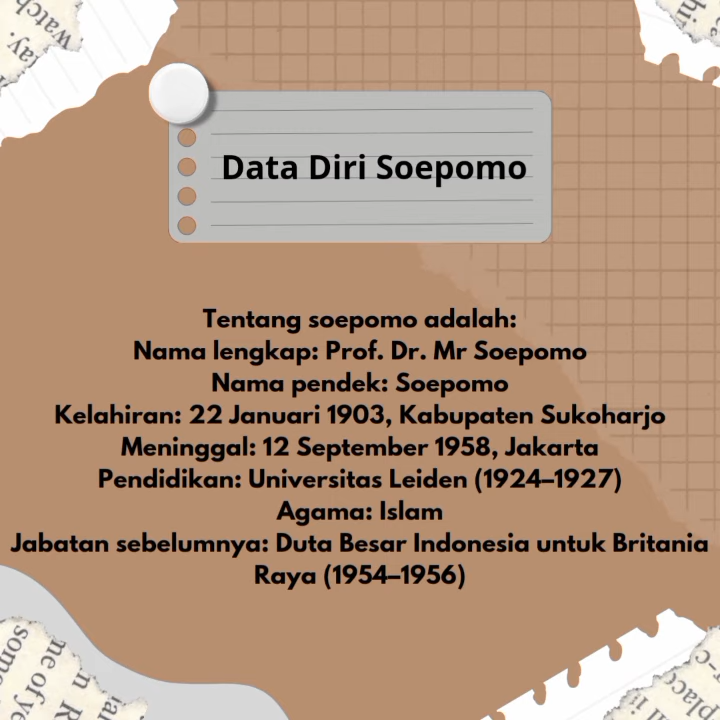 Data Diri Soepomo
Tentang soepomo adalah:
Nama lengkap: Prof. Dr. Mr Soepomo
Nama pendek: Soepomo
Kelahiran: 22 Januari 1903, Kabupaten Sukoharjo
Meninggal: 12 September 1958, Jakarta
Pendidikan: Universitas Leiden (1924–1927)
Agama: Islam
Jabatan sebelumnya: Duta Besar Indonesia untuk Britania
Raya (1954–1956)